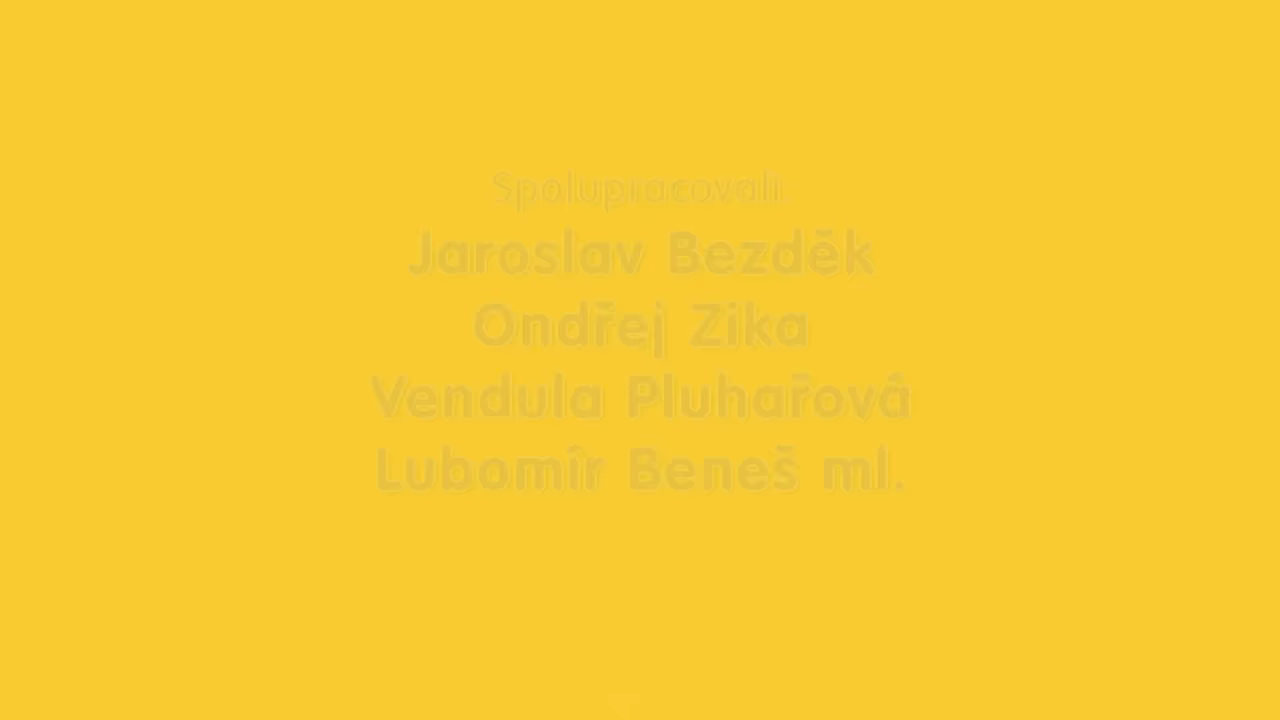 Spolupracovali
Jaroslav Bezděk
Ondřej Zika
Vendula Pluhařová
Lubomír Beneš ml.